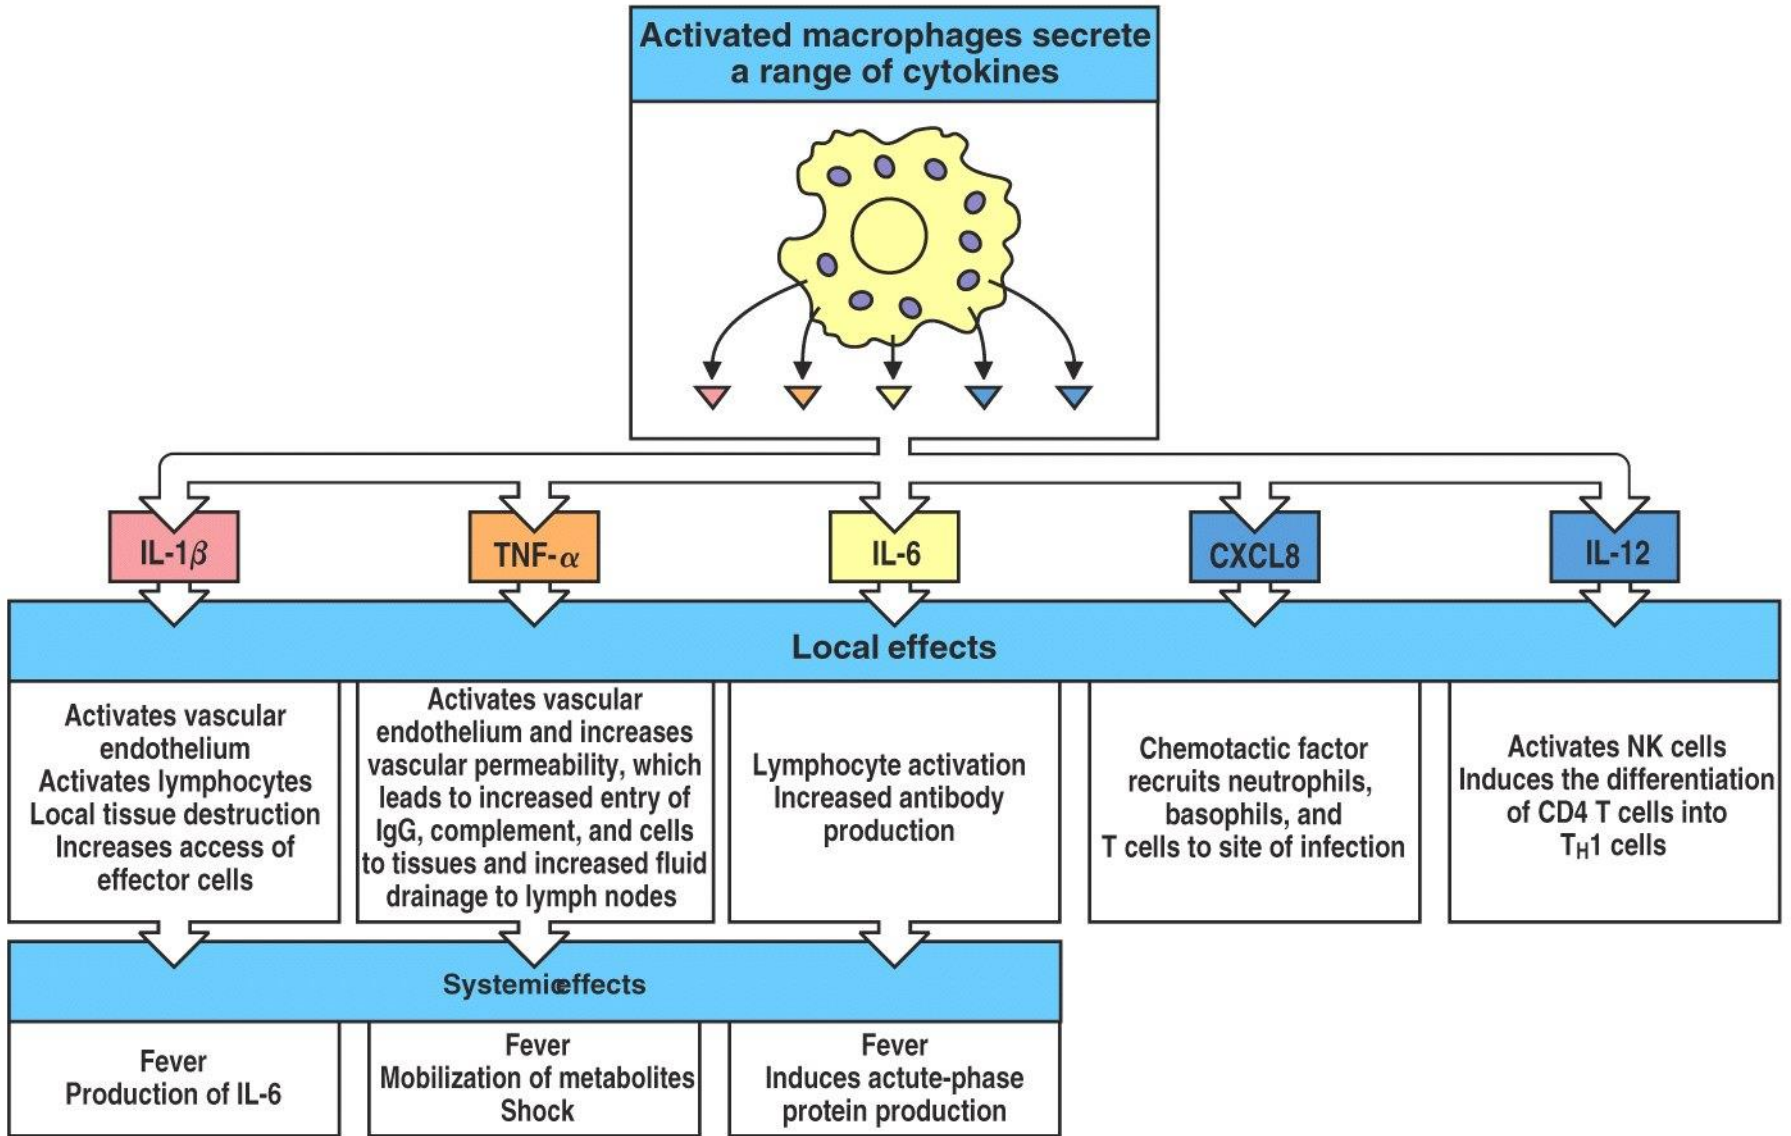 Activated macrophages secrete
a range of cytokines
IL-1β
TNF-α
IL-6
CXCL8
IL-12
Local effects
Activates vascular
endothelium
Activates lymphocytes
Local tissue destruction
Increases access of
effector cells
Activates vascular
endothelium and increases
vascular permeability, which
leads to increased entry of
IgG, complement, and cells
to tissues and increased fluid
drainage to lymph nodes
Lymphocyte activation
Increased antibody
production
Chemotactic factor
recruits neutrophils,
basophils, and
T cells to site of infection
Activates NK cells
Induces the differentiation
of CD4 T cells into
TH1 cells
Systemic effects
Fever
Production of IL-6
Fever
Mobilization of metabolites
Shock
Fever
Induces actute-phase
protein production